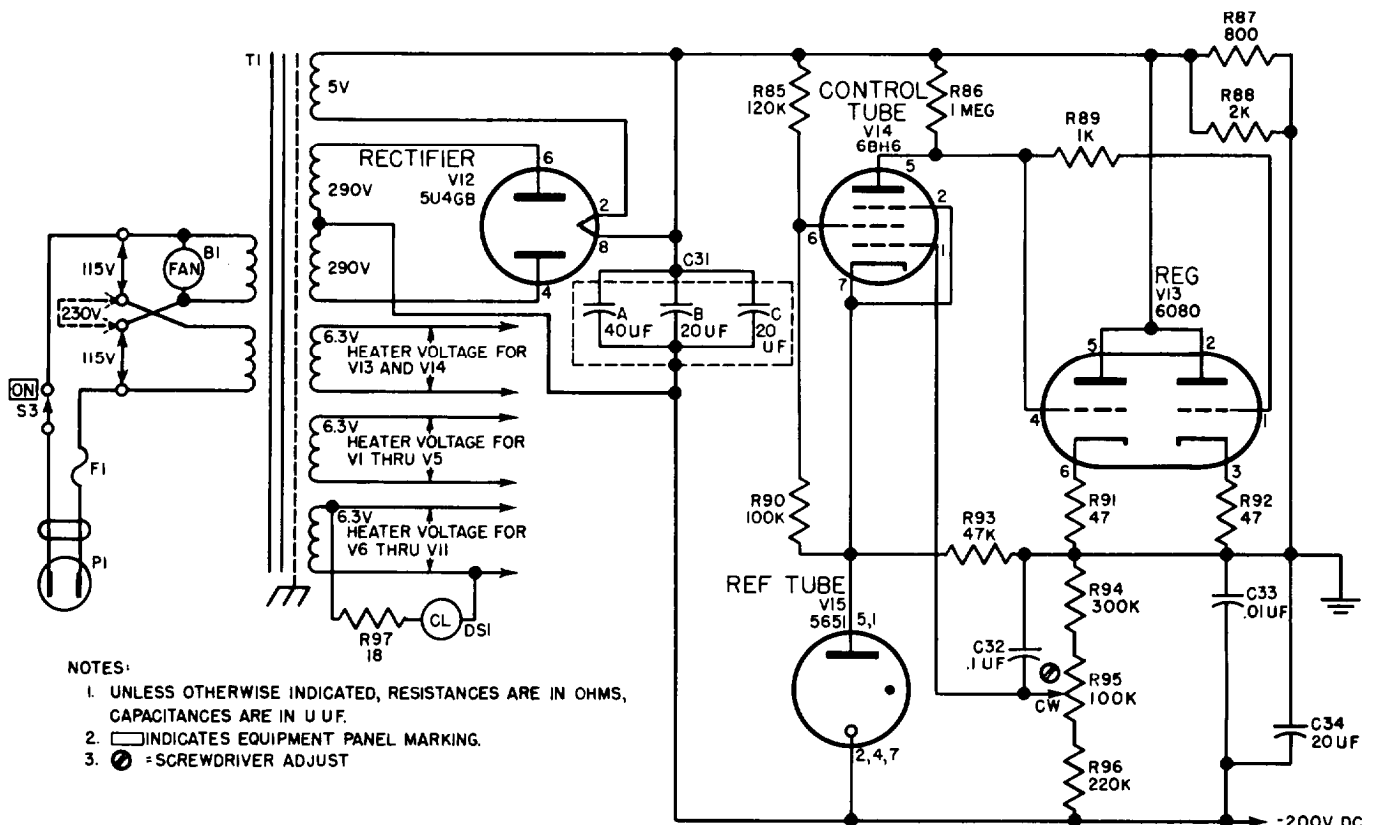 T1
5V
290V
290V
6.3V
HEATER VOLTAGE FOR
V13 AND V14
6.3V
HEATER VOLTAGE FOR
V1 THRU V5
6.3V
HEATER VOLTAGE FOR
V6 THRU V11
RECTIFIER
V12
5U4GB
6
2
8
4
115V
230V
115V
B1
FAN
ON
S3
F1
P1
R97
18
CL
DS1
C31
A
40UF
B
20UF
C
20
UF
R85
120K
CONTROL
TUBE
V14
6BH6
5
2
1
6
7
R86
1 MEG
R87
800
R88
2K
R89
1K
REG
V13
6080
5
2
4
1
6
3
R90
100K
R91
47
R92
47
R93
47K
REF TUBE
V15
5651
5,1
2,4,7
C32
.1UF
CW
R94
300K
R95
100K
R96
220K
C33
.01UF
C34
20UF
-200V DC
NOTES:
1. UNLESS OTHERWISE INDICATED, RESISTANCES ARE IN OHMS,
CAPACITANCES ARE IN U UF.
2. INDICATES EQUIPMENT PANEL MARKING.
3. =SCREWDRIVER ADJUST